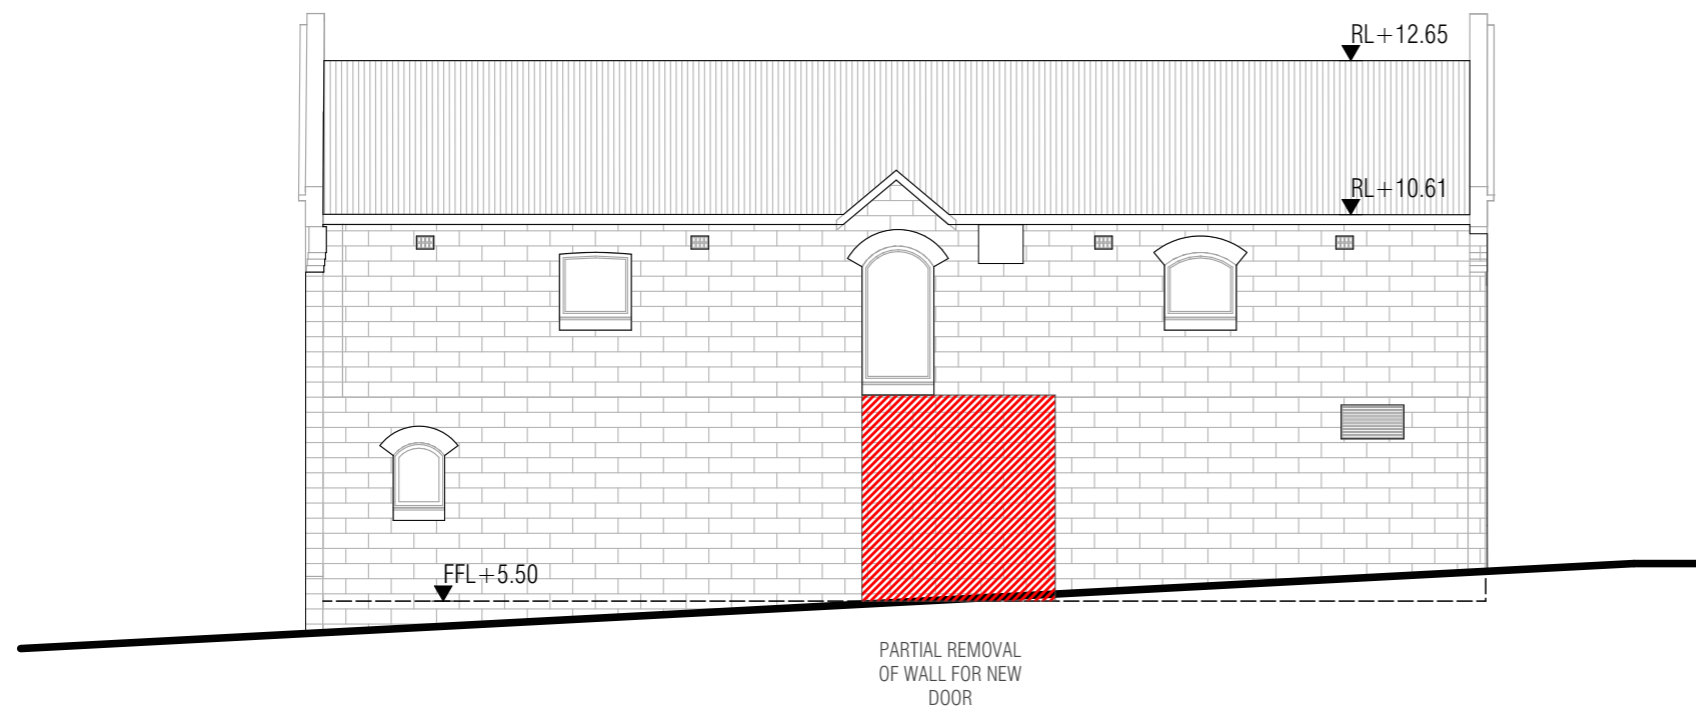 RL+12.65
RL+10.61
FFL+5.50
PARTIAL REMOVAL
OF WALL FOR NEW
DOOR